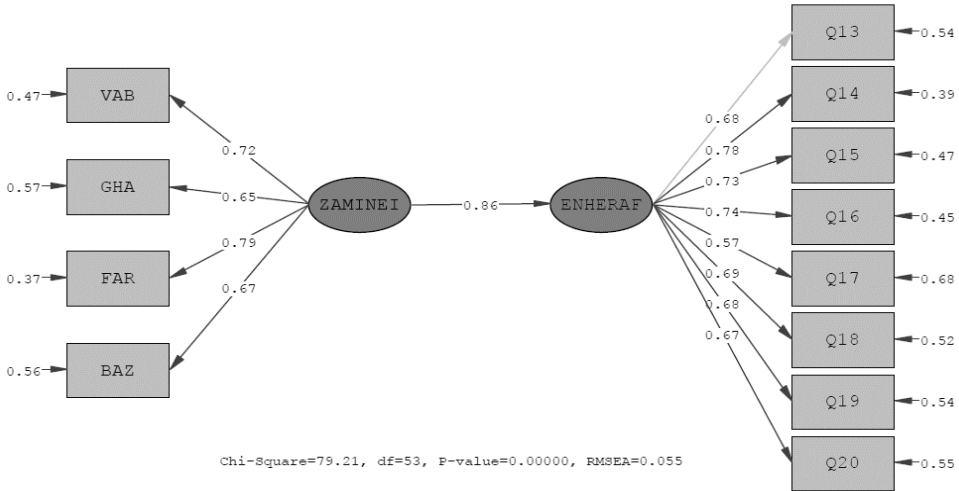 0.47 VAB
0.57 GHA
0.37 FAR
0.56 BAZ
0.72
0.65
0.79
0.67
ZAMINEI
0.86
ENHERAF
0.68
0.78
0.73
0.74
0.57
0.69
0.68
0.67
Q13 0.54
Q14 0.39
Q15 0.47
Q16 0.45
Q17 0.68
Q18 0.52
Q19 0.54
Q20 0.55
Chi-Square=79.21, df=53, P-value=0.00000, RMSEA=0.055